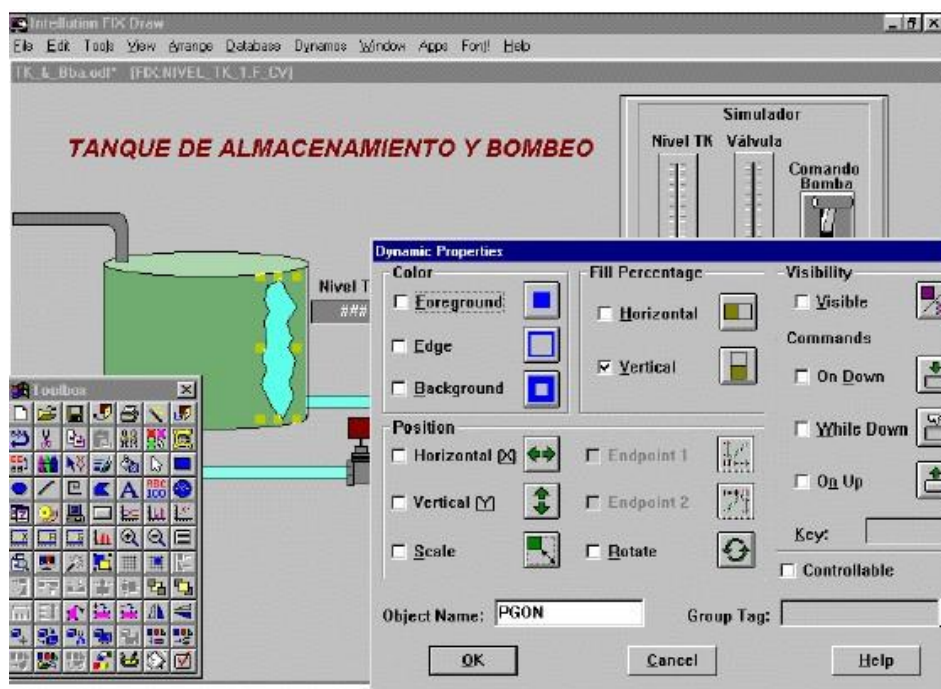 Intellution FIX Draw
File Edit Tools View Arrange Database Dynamos Window Apps Font! Help
TK_&_Bba.odf* [FIX:NIVEL_TK_1.F_CV]
TANQUE DE ALMACENAMIENTO Y BOMBEO
Simulador
Nivel TK Válvula
Comando
Bomba
Nivel T
###
Dynamic Properties
Color
Foreground
Edge
Background
Fill Percentage
Horizontal
Vertical
Visibility
Visible
Commands
On Down
While Down
On Up
Key:
Controllable
Position
Horizontal [X]
Vertical [Y]
Scale
Endpoint 1
Endpoint 2
Rotate
Object Name: PGON
Group Tag:
OK Cancel Help
Toolbox
A ABC 100